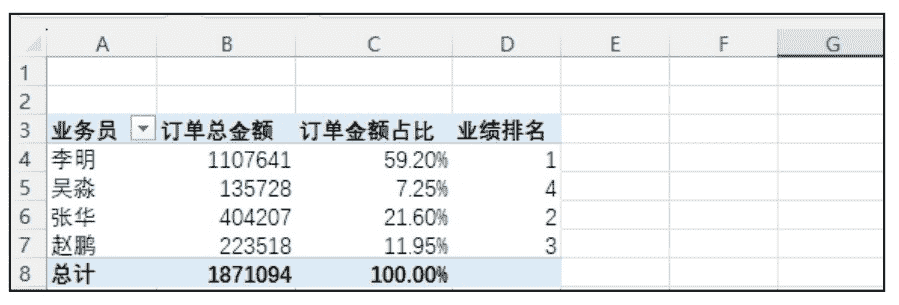 A B C D E F G
1
2
3 业务员 订单总金额 订单金额占比 业绩排名
4 李明 1107641 59.20% 1
5 吴淼 135728 7.25% 4
6 张华 404207 21.60% 2
7 赵鹏 223518 11.95% 3
8 总计 1871094 100.00%